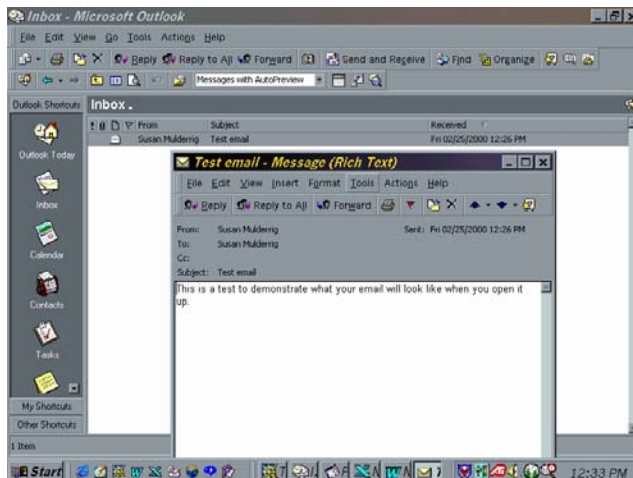 Inbox - Microsoft Outlook
File Edit View Go Tools Actions Help
Reply Reply to All Forward Send and Receive Find Organize
Messages with AutoPreview
Outlook Shortcuts Inbox .
From Subject Received
Susan Mulderrig Test email Fri 02/25/2000 12:26 PM
Outlook Today
Inbox
Calendar
Contacts
Tasks
My Shortcuts
Other Shortcuts
1 Item
Test email - Message (Rich Text)
File Edit View Insert Format Tools Actions Help
Reply Reply to All Forward
From: Susan Mulderrig Sent: Fri 02/25/2000 12:26 PM
To: Susan Mulderrig
Cc:
Subject: Test email
This is a test to demonstrate what your email will look like when you open it
up.
Start 12:33 PM